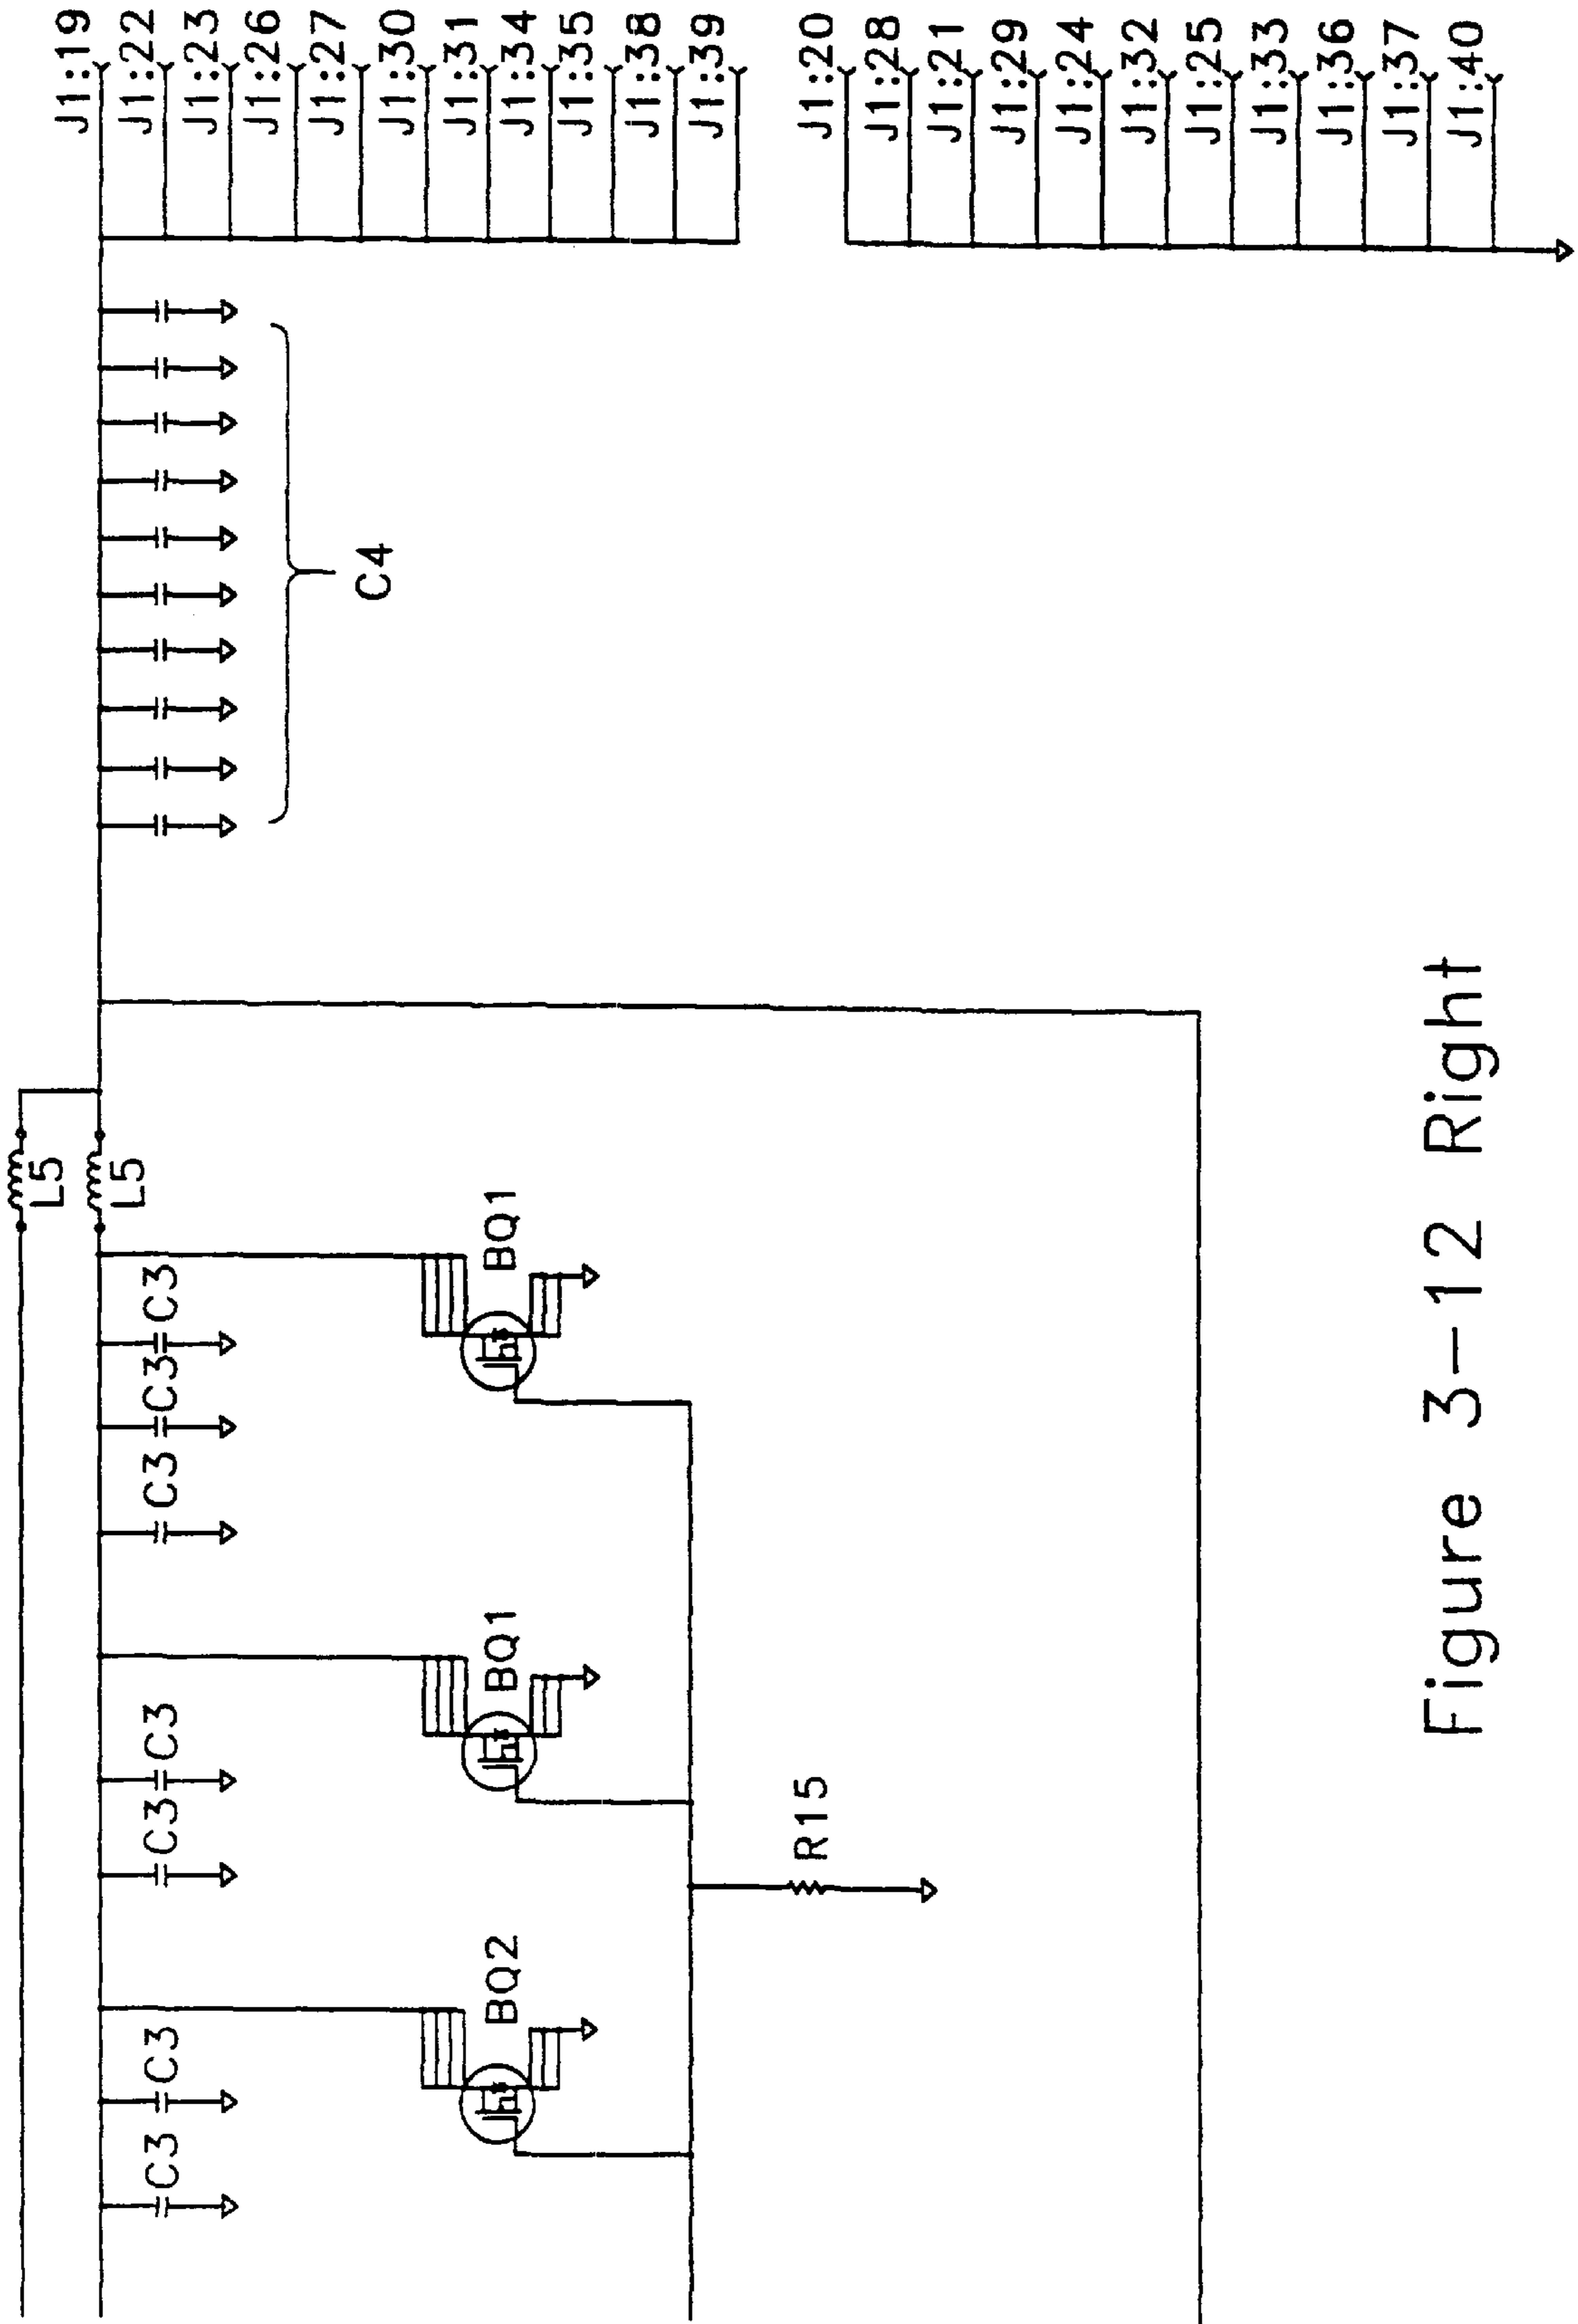 L5
L5
J1:19
J1:22
J1:23
J1:26
J1:27
J1:30
J1:31
J1:34
J1:35
J1:38
J1:39
C3
C3
C3
C3
C3
C3
C3
C4
BQ2
BQ1
BQ1
R15
J1:20
J1:28
J1:21
J1:29
J1:24
J1:32
J1:25
J1:33
J1:36
J1:37
J1:40
Figure 3-12 Right